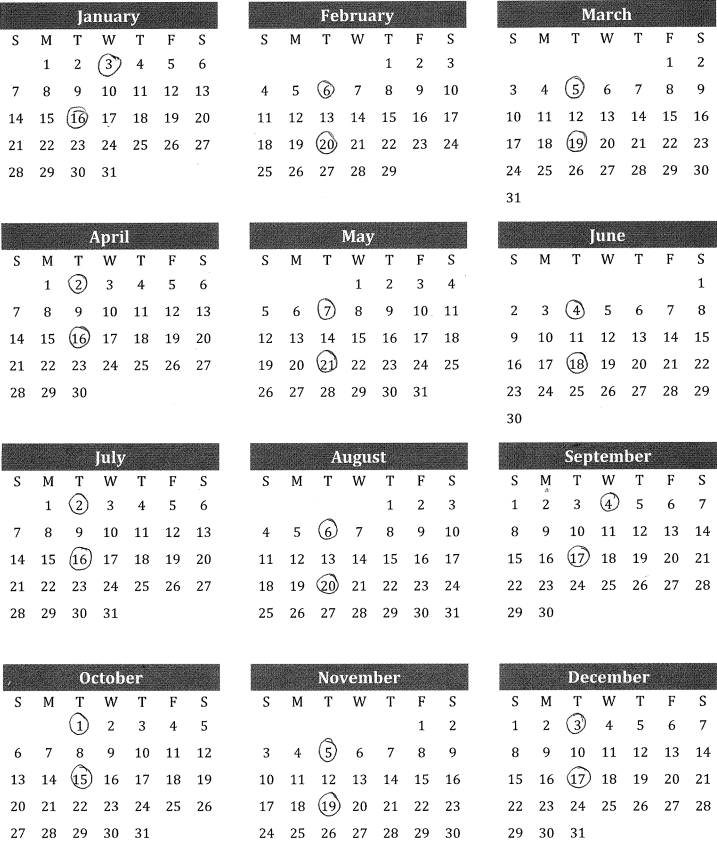 January February March
S M T W T F S S M T W T F S S M T W T F S
1 2 3 4 5 6 1 2 3 1 2
7 8 9 10 11 12 13 4 5 6 7 8 9 10 3 4 5 6 7 8 9
14 15 16 17 18 19 20 11 12 13 14 15 16 17 10 11 12 13 14 15 16
21 22 23 24 25 26 27 18 19 20 21 22 23 24 17 18 19 20 21 22 23
28 29 30 31 25 26 27 28 29 24 25 26 27 28 29 30
31
April May June
S M T W T F S S M T W T F S S M T W T F S
1 2 3 4 5 6 1 2 3 4 1
7 8 9 10 11 12 13 5 6 7 8 9 10 11 2 3 4 5 6 7 8
14 15 16 17 18 19 20 12 13 14 15 16 17 18 9 10 11 12 13 14 15
21 22 23 24 25 26 27 19 20 21 22 23 24 25 16 17 18 19 20 21 22
28 29 30 26 27 28 29 30 31 23 24 25 26 27 28 29
30
July August September
S M T W T F S S M T W T F S S M T W T F S
1 2 3 4 5 6 1 2 3 1 2 3 4 5 6 7
7 8 9 10 11 12 13 4 5 6 7 8 9 10 8 9 10 11 12 13 14
14 15 16 17 18 19 20 11 12 13 14 15 16 17 15 16 17 18 19 20 21
21 22 23 24 25 26 27 18 19 20 21 22 23 24 22 23 24 25 26 27 28
28 29 30 31 25 26 27 28 29 30 31 29 30
October November December
S M T W T F S S M T W T F S S M T W T F S
1 2 3 4 5 1 2 1 2 3 4 5 6 7
6 7 8 9 10 11 12 3 4 5 6 7 8 9 8 9 10 11 12 13 14
13 14 15 16 17 18 19 10 11 12 13 14 15 16 15 16 17 18 19 20 21
20 21 22 23 24 25 26 17 18 19 20 21 22 23 22 23 24 25 26 27 28
27 28 29 30 31 24 25 26 27 28 29 30 29 30 31